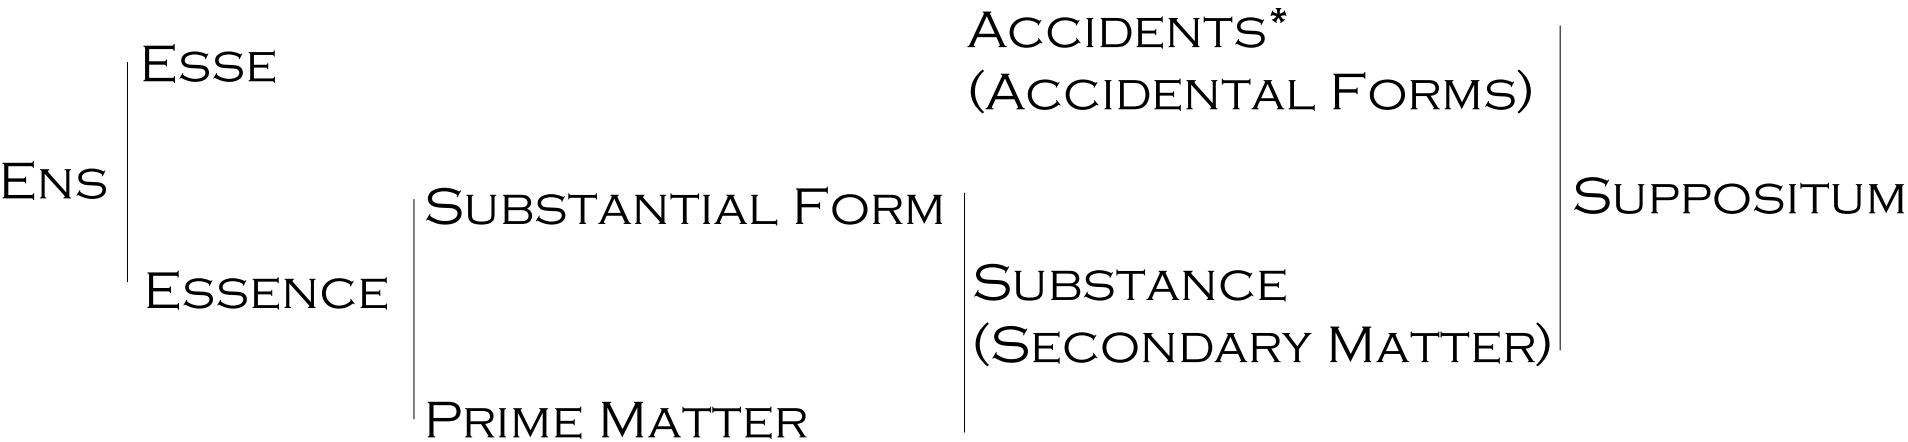 Ens
Esse
Essence
Substantial Form
Prime Matter
Accidents*
(Accidental Forms)
Substance
(Secondary Matter)
Suppositum